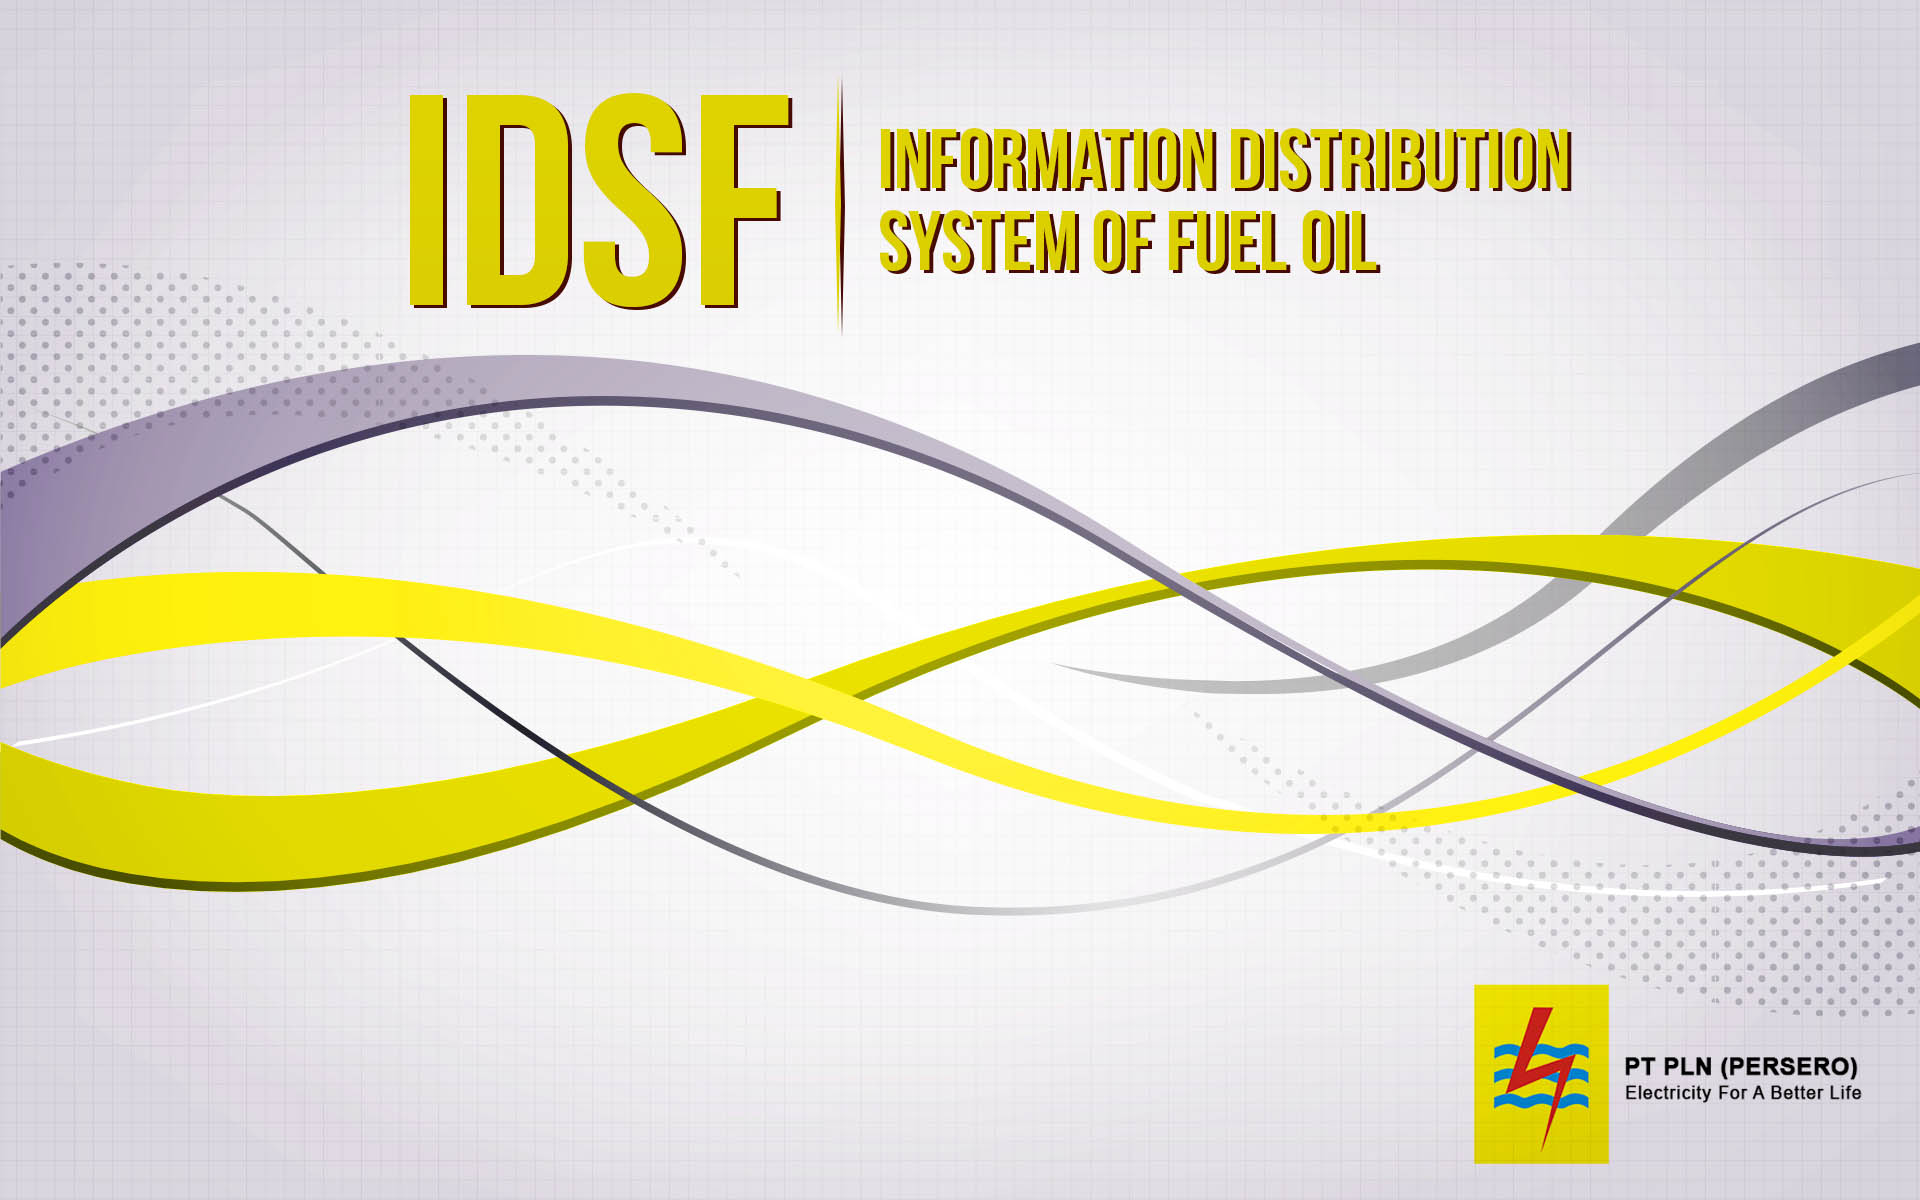 IDSF
INFORMATION DISTRIBUTION
SYSTEM OF FUEL OIL
PT PLN (PERSERO)
Electricity For A Better Life